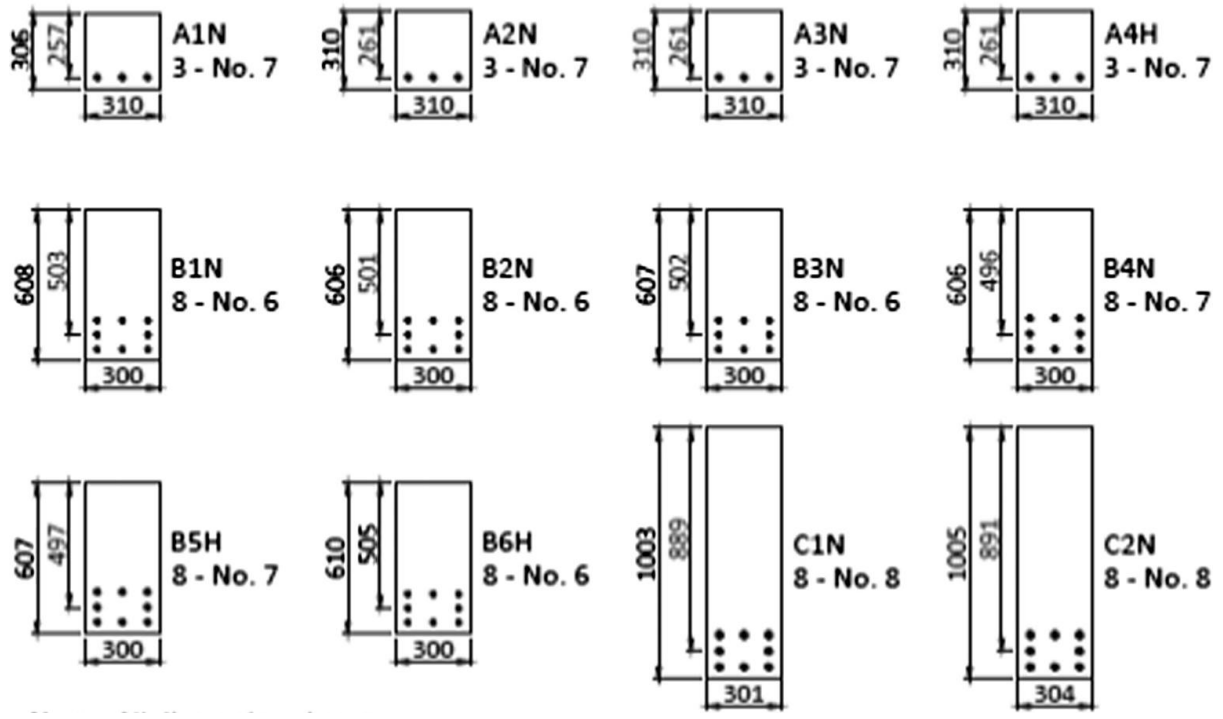 306
257
310
A1N
3 - No. 7
310
261
310
A2N
3 - No. 7
310
261
310
A3N
3 - No. 7
310
261
310
A4H
3 - No. 7
608
503
300
B1N
8 - No. 6
606
501
300
B2N
8 - No. 6
607
502
300
B3N
8 - No. 6
606
496
300
B4N
8 - No. 7
607
497
300
B5H
8 - No. 7
610
505
300
B6H
8 - No. 6
1003
889
301
C1N
8 - No. 8
1005
891
304
C2N
8 - No. 8